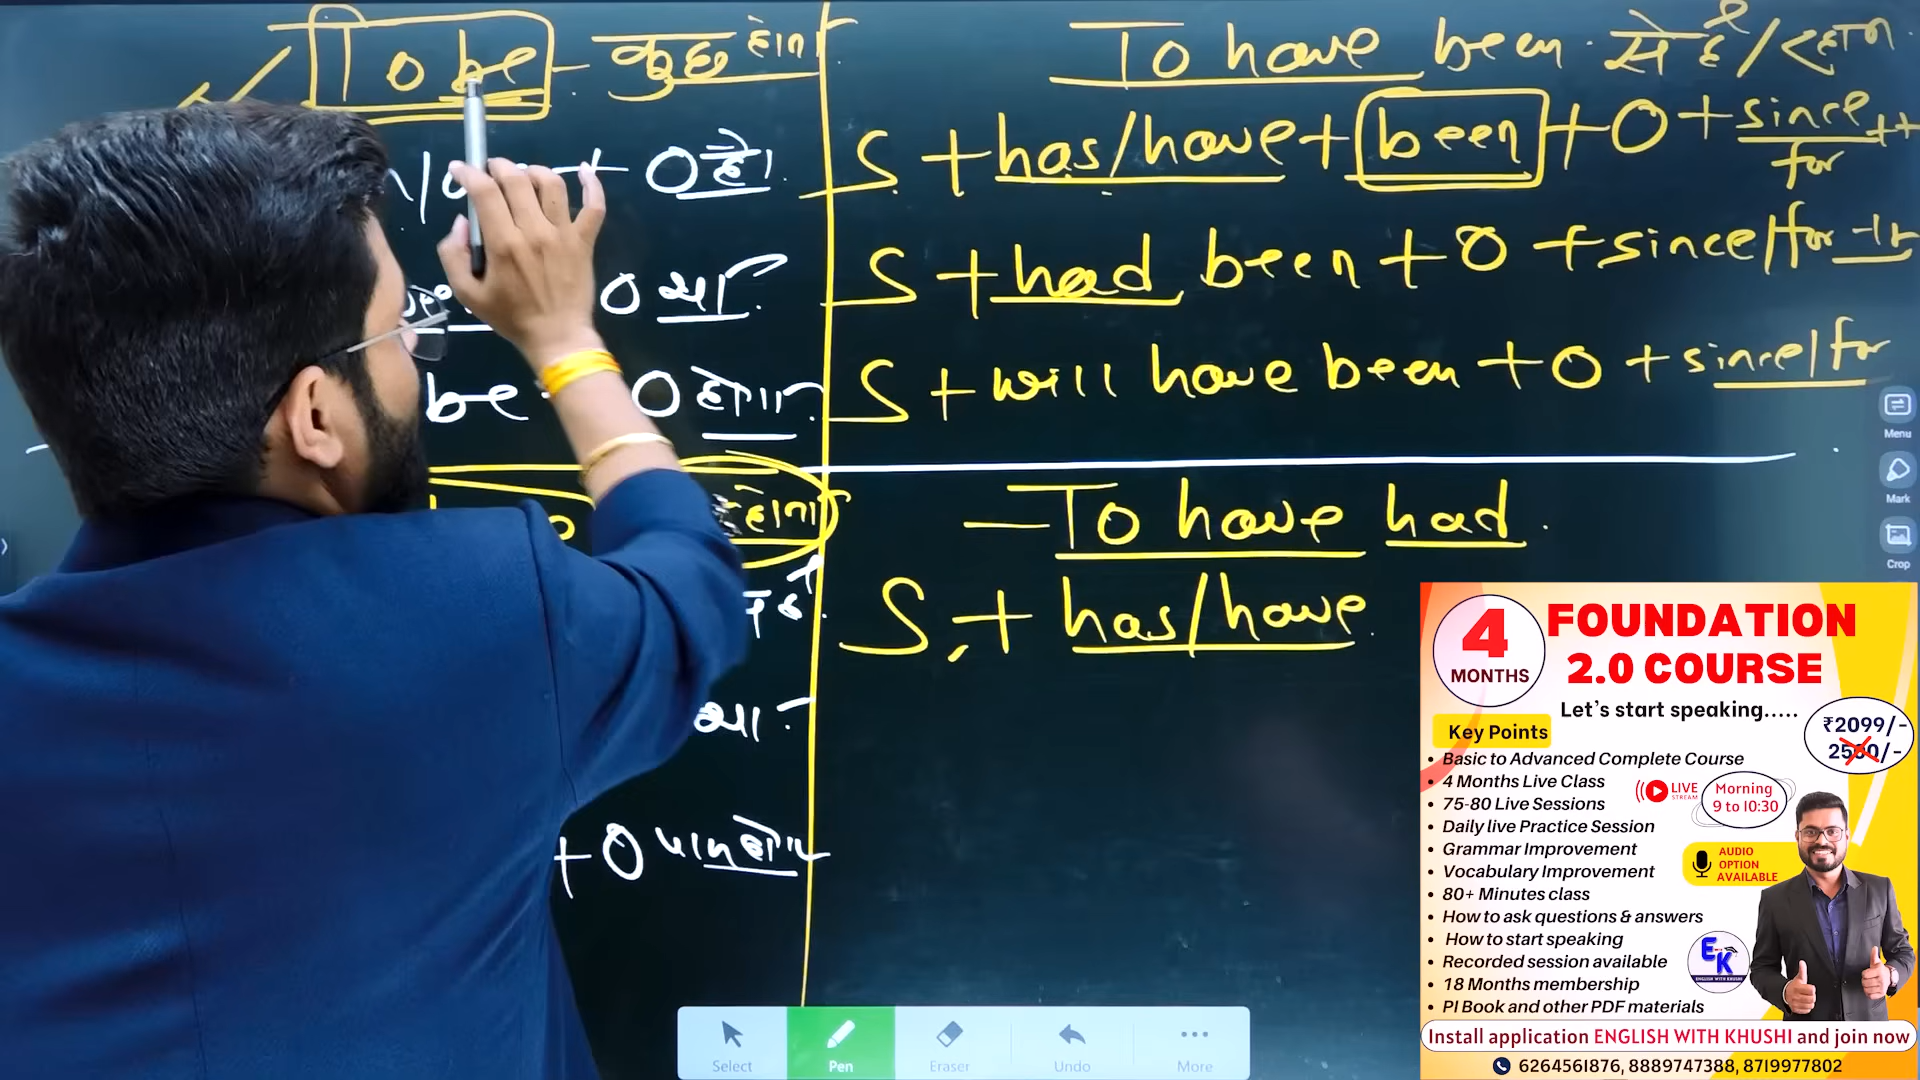 To be - कुछ होना
+ O है।
O था
be O होगा
होना
था
+ O
To have been. से है / रहा
S + has/have + been + O + since/for ++
S + had been + O + since/for
S + will have been + O + since/for
To have had.
S + has/have
Menu
Mark
Crop
4 MONTHS
FOUNDATION
2.0 COURSE
Let's start speaking.....
₹2099/-
2500/-
Key Points
• Basic to Advanced Complete Course
• 4 Months Live Class
• 75-80 Live Sessions
• Daily live Practice Session
• Grammar Improvement
• Vocabulary Improvement
• 80+ Minutes class
• How to ask questions & answers
• How to start speaking
• Recorded session available
• 18 Months membership
• PI Book and other PDF materials
LIVE
STREAM
Morning
9 to 10:30
AUDIO
OPTION
AVAILABLE
EK
ENGLISH WITH KHUSHI
Install application ENGLISH WITH KHUSHI and join now
6264561876, 8889747388, 8719977802
Select
Pen
Eraser
Undo
More